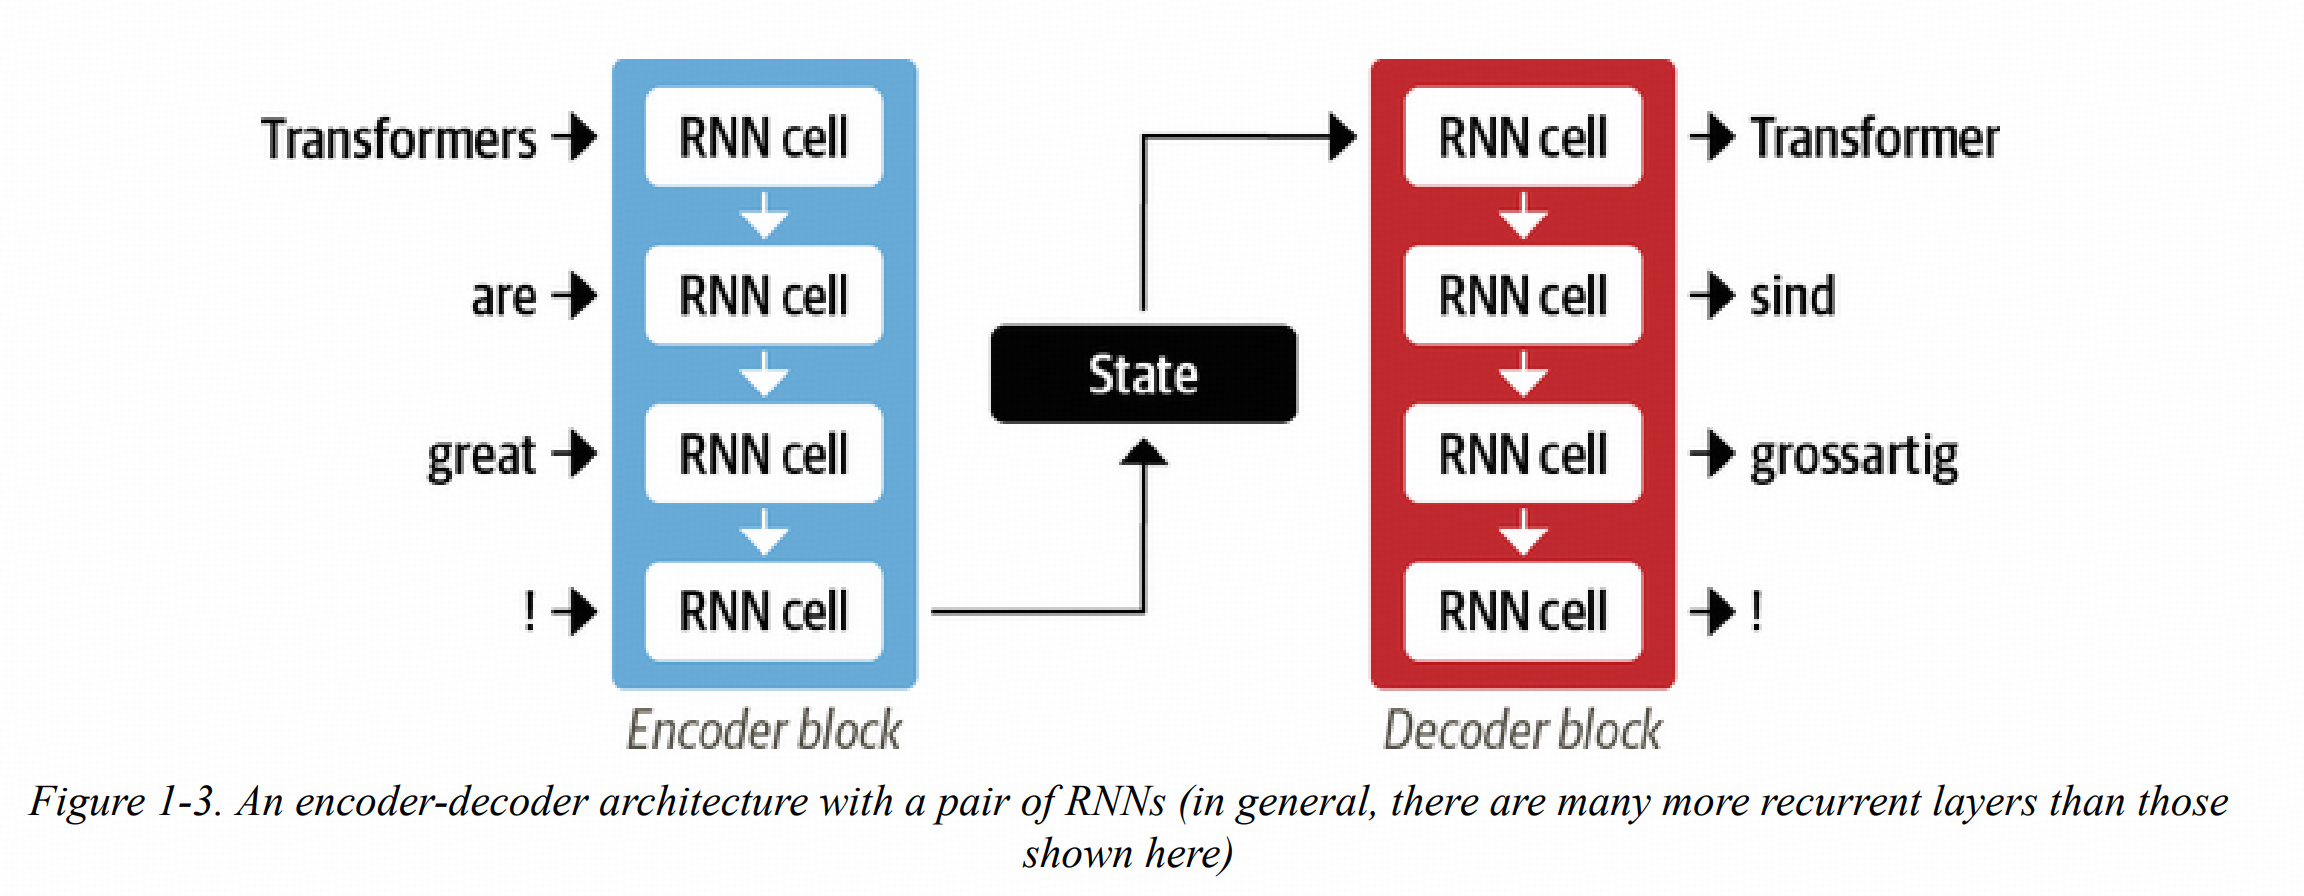 Transformers
RNN cell
RNN cell
Transformer
are
RNN cell
RNN cell
sind
State
great
RNN cell
RNN cell
grossartig
!
RNN cell
RNN cell
!
Encoder block
Decoder block
Figure 1-3. An encoder-decoder architecture with a pair of RNNs (in general, there are many more recurrent layers than those
shown here)